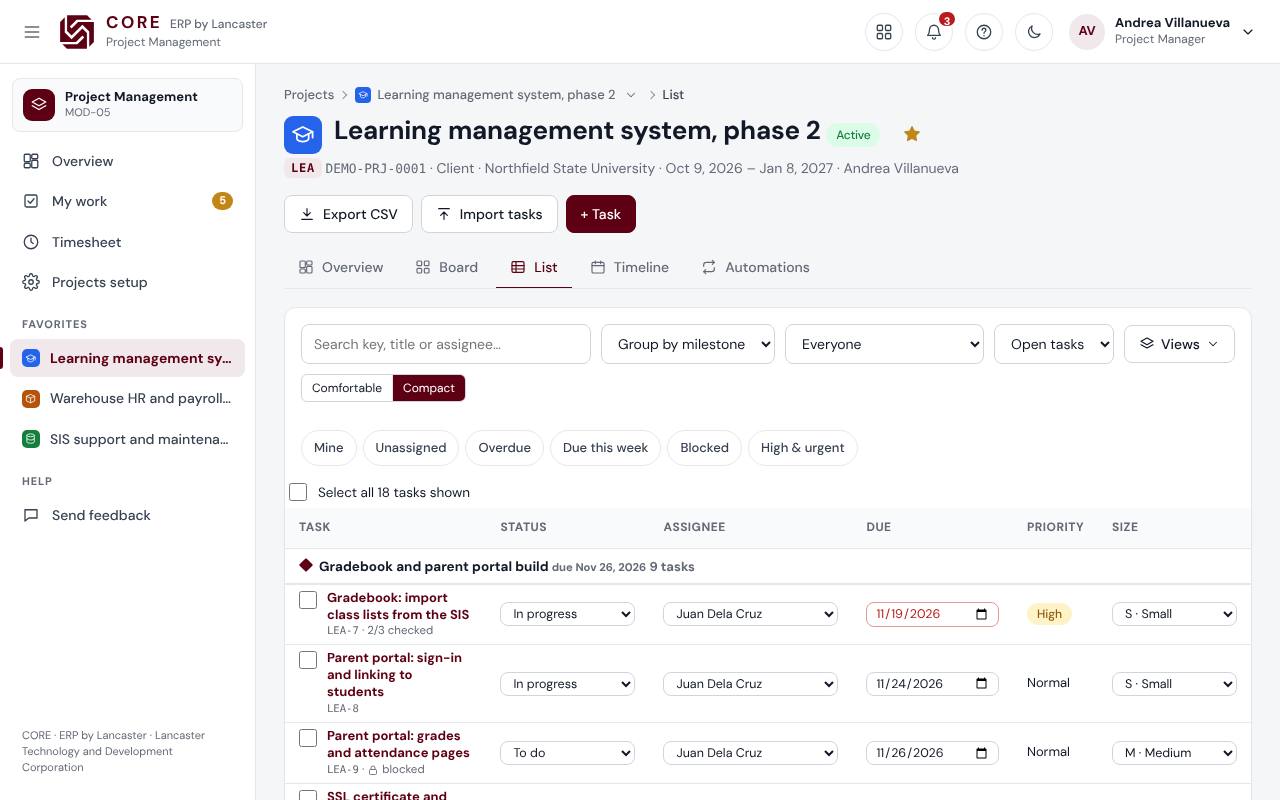 CORE ERP by Lancaster
Project Management
3
AV
Andrea Villanueva
Project Manager
Project Management
MOD-05
Overview
My work 5
Timesheet
Projects setup
FAVORITES
Learning management sy...
Warehouse HR and payroll...
SIS support and maintena...
HELP
Send feedback
CORE · ERP by Lancaster · Lancaster
Technology and Development
Corporation
Projects > Learning management system, phase 2 > List
Learning management system, phase 2 Active
LEA DEMO-PRJ-0001 · Client · Northfield State University · Oct 9, 2026 – Jan 8, 2027 · Andrea Villanueva
Export CSV Import tasks + Task
Overview Board List Timeline Automations
Search key, title or assignee... Group by milestone Everyone Open tasks Views
Comfortable Compact
Mine Unassigned Overdue Due this week Blocked High & urgent
Select all 18 tasks shown
TASK STATUS ASSIGNEE DUE PRIORITY SIZE
Gradebook and parent portal build due Nov 26, 2026 9 tasks
Gradebook: import
class lists from the SIS
LEA-7 · 2/3 checked
In progress Juan Dela Cruz 11/19/2026 High S · Small
Parent portal: sign-in
and linking to
students
LEA-8
In progress Juan Dela Cruz 11/24/2026 Normal S · Small
Parent portal: grades
and attendance pages
LEA-9 · blocked
To do Juan Dela Cruz 11/26/2026 Normal M · Medium
SSL certificate and